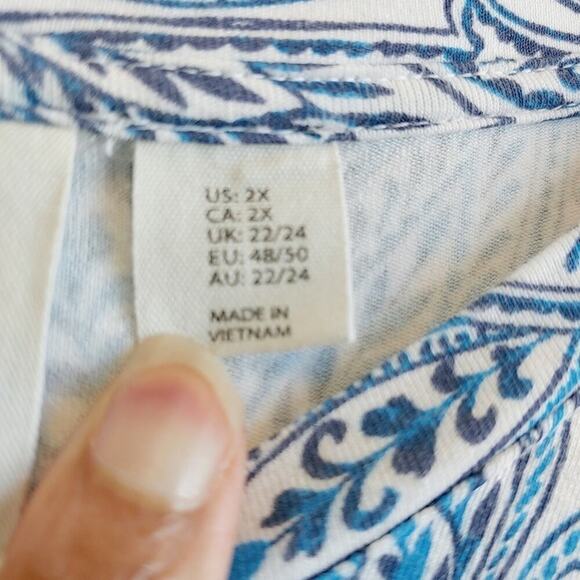 US: 2X
CA: 2X
UK: 22/24
EU: 48/50
AU: 22/24
MADE IN
VIETNAM